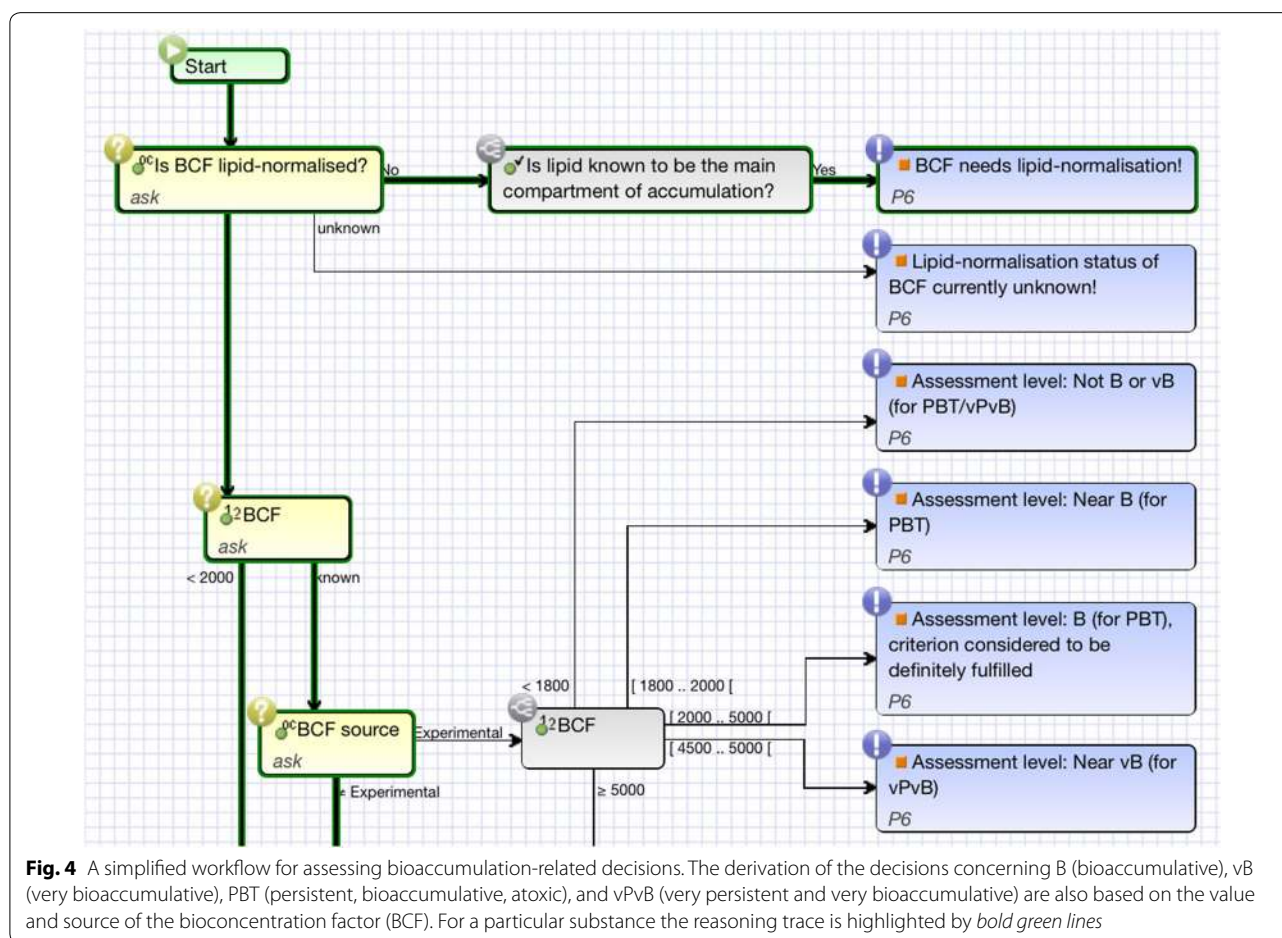 Start
Is BCF lipid-normalised?
ask
No
Is lipid known to be the main
compartment of accumulation?
Yes
BCF needs lipid-normalisation!
P6
unknown
Lipid-normalisation status of
BCF currently unknown!
P6
Assessment level: Not B or vB
(for PBT/vPvB)
P6
Assessment level: Near B (for
PBT)
P6
BCF
ask
< 2000
known
Assessment level: B (for PBT),
criterion considered to be
definitely fulfilled
P6
< 1800
[ 1800 .. 2000 [
BCF source
ask
Experimental
BCF
[ 2000 .. 5000 [
[ 4500 .. 5000 [
Assessment level: Near vB (for
vPvB)
P6
≠ Experimental
≥ 5000
Fig. 4 A simplified workflow for assessing bioaccumulation-related decisions. The derivation of the decisions concerning B (bioaccumulative), vB
(very bioaccumulative), PBT (persistent, bioaccumulative, atoxic), and vPvB (very persistent and very bioaccumulative) are also based on the value
and source of the bioconcentration factor (BCF). For a particular substance the reasoning trace is highlighted by bold green lines